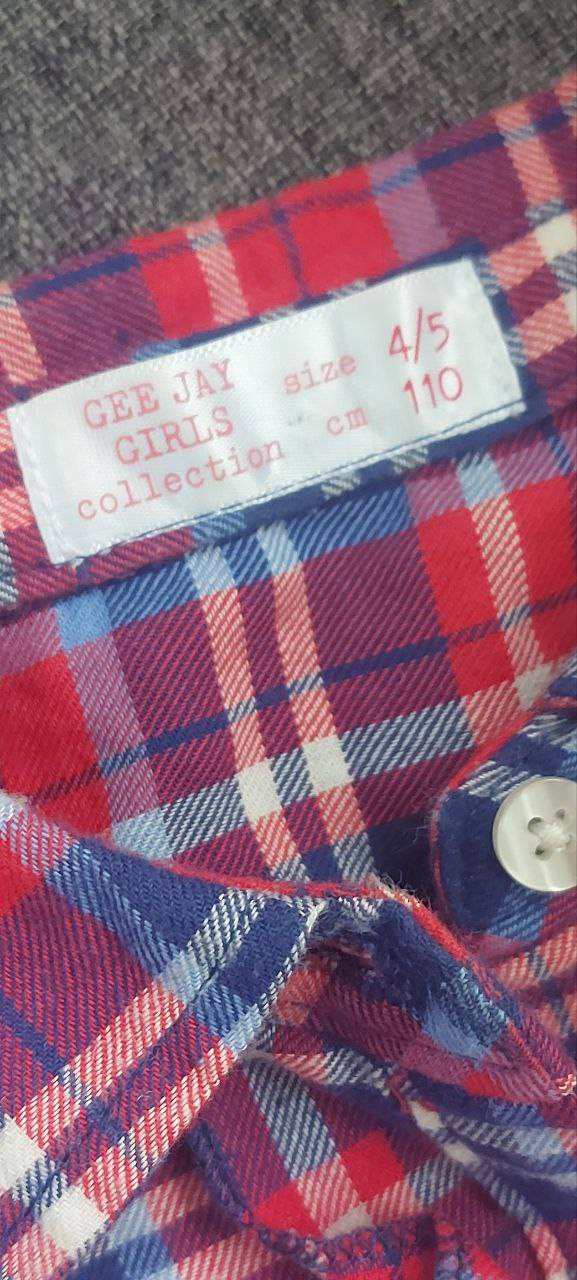 GEE JAY size 4/5
GIRLS cm 110
collection